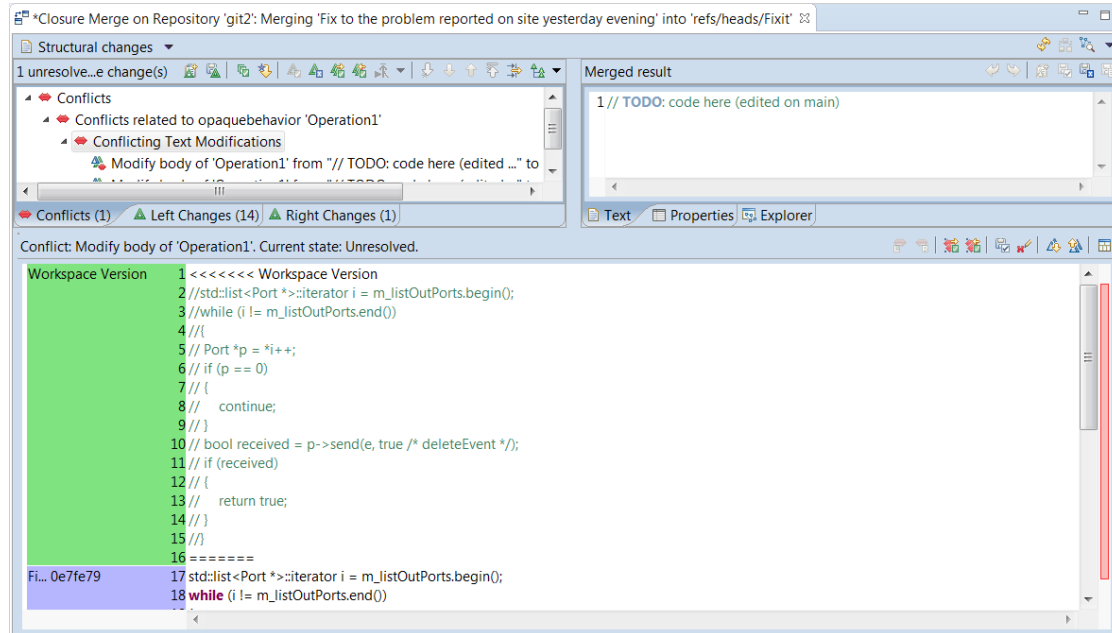 *Closure Merge on Repository 'git2': Merging 'Fix to the problem reported on site yesterday evening' into 'refs/heads/Fixit'
Structural changes
1 unresolve...e change(s)
Conflicts
Conflicts related to opaquebehavior 'Operation1'
Conflicting Text Modifications
Modify body of 'Operation1' from "// TODO: code here (edited ..." to
Conflicts (1)
Left Changes (14)
Right Changes (1)
Merged result
1 // TODO: code here (edited on main)
Text
Properties
Explorer
Conflict: Modify body of 'Operation1'. Current state: Unresolved.
Workspace Version 1 <<<<<<< Workspace Version
2 //std::list<Port *>::iterator i = m_listOutPorts.begin();
3 //while (i != m_listOutPorts.end())
4 //{
5 // Port *p = *i++;
6 // if (p == 0)
7 // {
8 //    continue;
9 // }
10 // bool received = p->send(e, true /* deleteEvent */);
11 // if (received)
12 // {
13 //    return true;
14 // }
15 //}
16 =======
Fi... 0e7fe79 17 std::list<Port *>::iterator i = m_listOutPorts.begin();
18 while (i != m_listOutPorts.end())